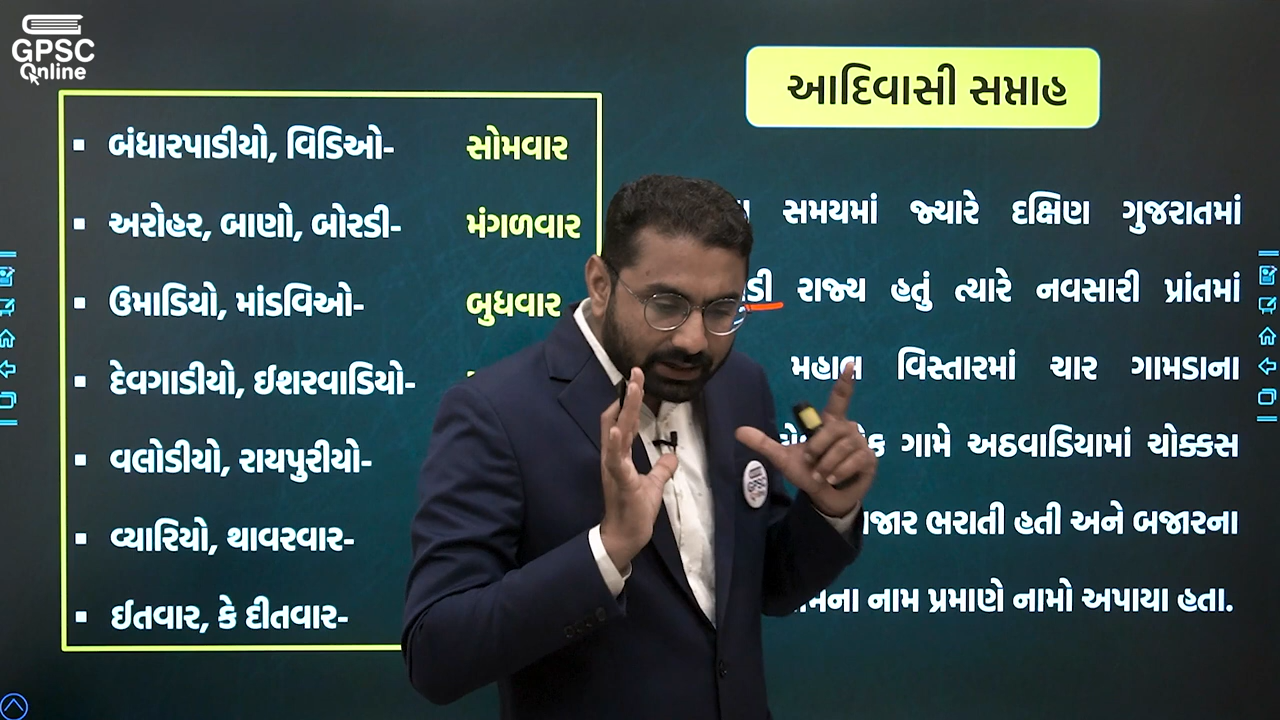 GPSC
Online
આદિવાસી સપ્તાહ
બંધારપાડીયો, વિડિઓ- સોમવાર
અરોહર, બાણો, બોરડી- મંગળવાર
ઉમાડિયો, માંડવિઓ- બુધવાર
દેવગાડીયો, ઈશરવાડિયો-
વલોડીયો, રાયપુરીયો-
વ્યારિયો, થાવરવાર-
ઈતવાર, કે દીતવાર-
સમયમાં જ્યારે દક્ષિણ ગુજરાતમાં
રાજ્ય હતું ત્યારે નવસારી પ્રાંતમાં
મહાલ વિસ્તારમાં ચાર ગામડાના
ગામે અઠવાડિયામાં ચોક્કસ
ભરાતી હતી અને બજારના
નામ પ્રમાણે નામો અપાયા હતા.
GPSC